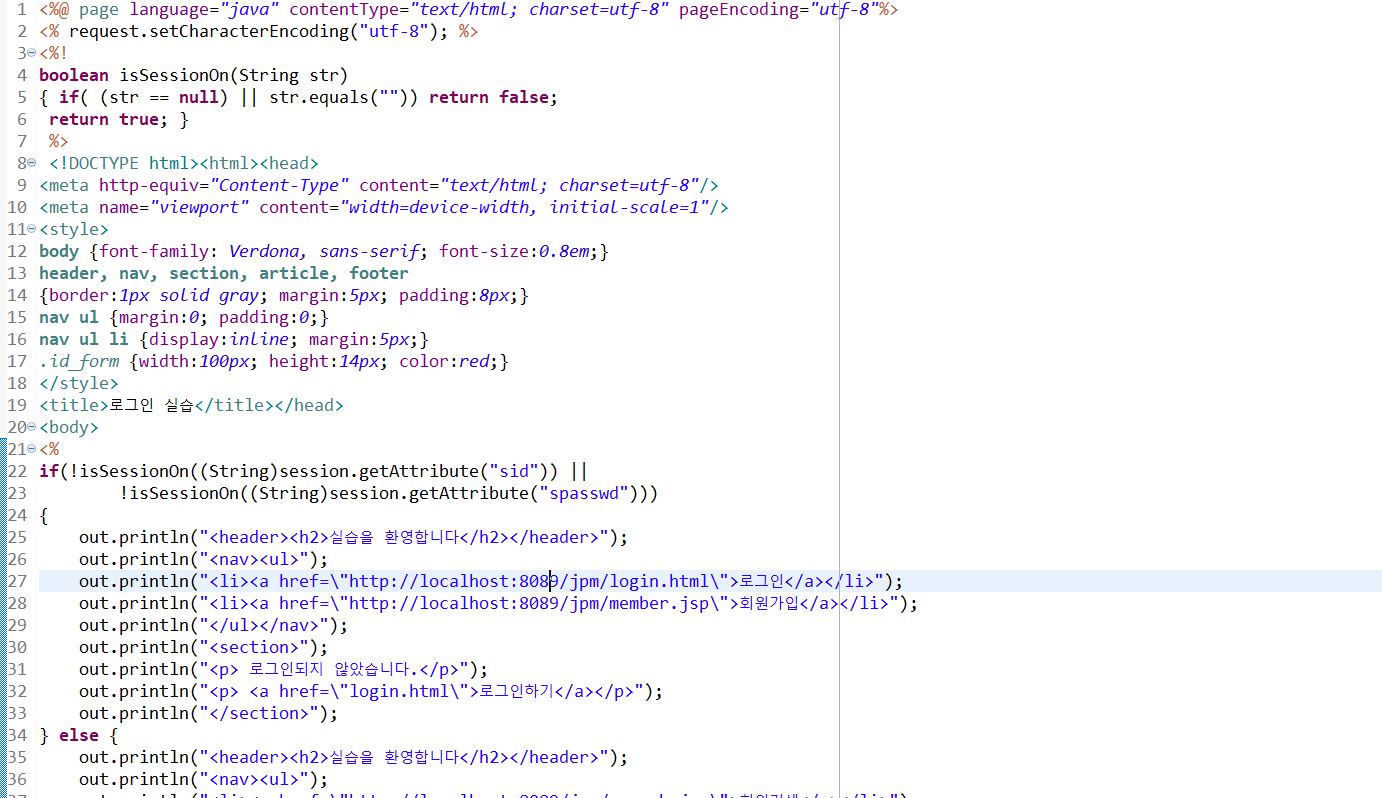 1 <%@ page language="java" contentType="text/html; charset=utf-8" pageEncoding="utf-8"%>
2 <% request.setCharacterEncoding("utf-8"); %>
3 <%!
4 boolean isSessionOn(String str)
5 { if( (str == null) || str.equals("")) return false;
6 return true; }
7 %>
8 <!DOCTYPE html><html><head>
9 <meta http-equiv="Content-Type" content="text/html; charset=utf-8"/>
10 <meta name="viewport" content="width=device-width, initial-scale=1"/>
11 <style>
12 body {font-family: Verdona, sans-serif; font-size:0.8em;}
13 header, nav, section, article, footer
14 {border:1px solid gray; margin:5px; padding:8px;}
15 nav ul {margin:0; padding:0;}
16 nav ul li {display:inline; margin:5px;}
17 .id_form {width:100px; height:14px; color:red;}
18 </style>
19 <title>로그인 실습</title></head>
20 <body>
21 <%
22 if(!isSessionOn((String)session.getAttribute("sid")) ||
23 !isSessionOn((String)session.getAttribute("spasswd")))
24 {
25 out.println("<header><h2>실습을 환영합니다</h2></header>");
26 out.println("<nav><ul>");
27 out.println("<li><a href=\"http://localhost:8089/jpm/login.html\">로그인</a></li>");
28 out.println("<li><a href=\"http://localhost:8089/jpm/member.jsp\">회원가입</a></li>");
29 out.println("</ul></nav>");
30 out.println("<section>");
31 out.println("<p> 로그인되지 않았습니다.</p>");
32 out.println("<p> <a href=\"login.html\">로그인하기</a></p>");
33 out.println("</section>");
34 } else {
35 out.println("<header><h2>실습을 환영합니다</h2></header>");
36 out.println("<nav><ul>");